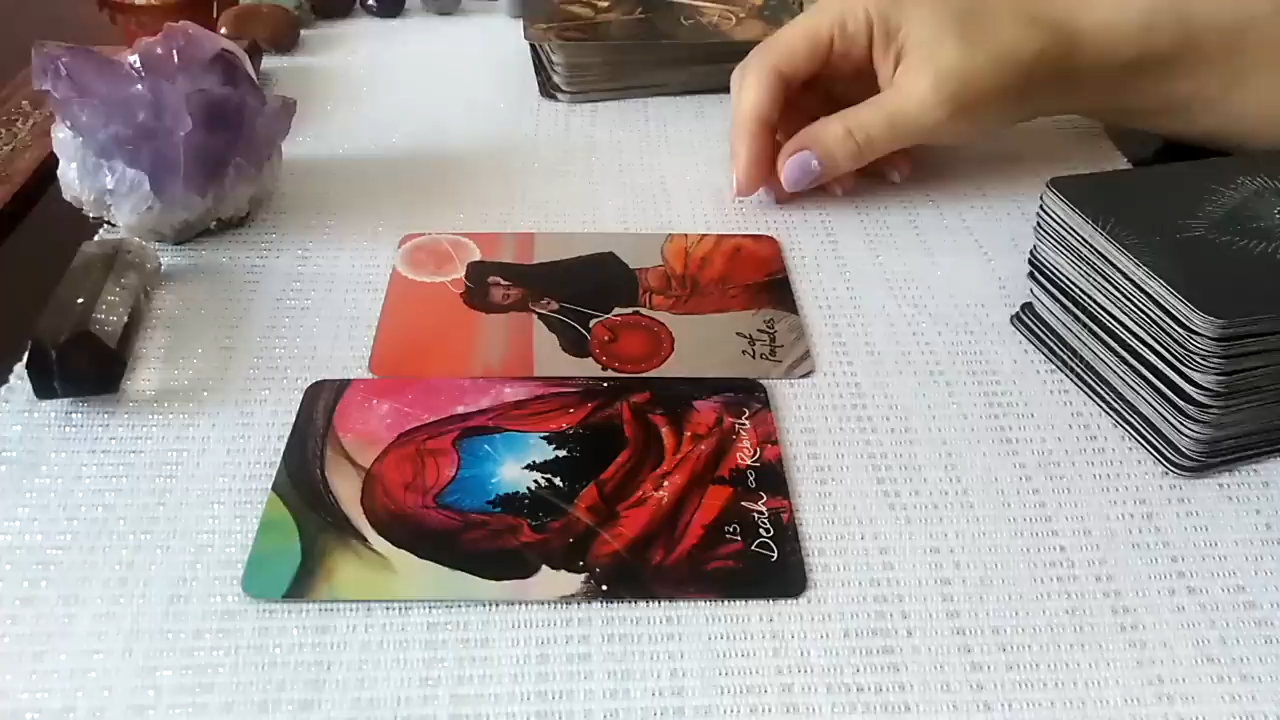 2 of
Pentacles
13.
Death ∞ Rebirth